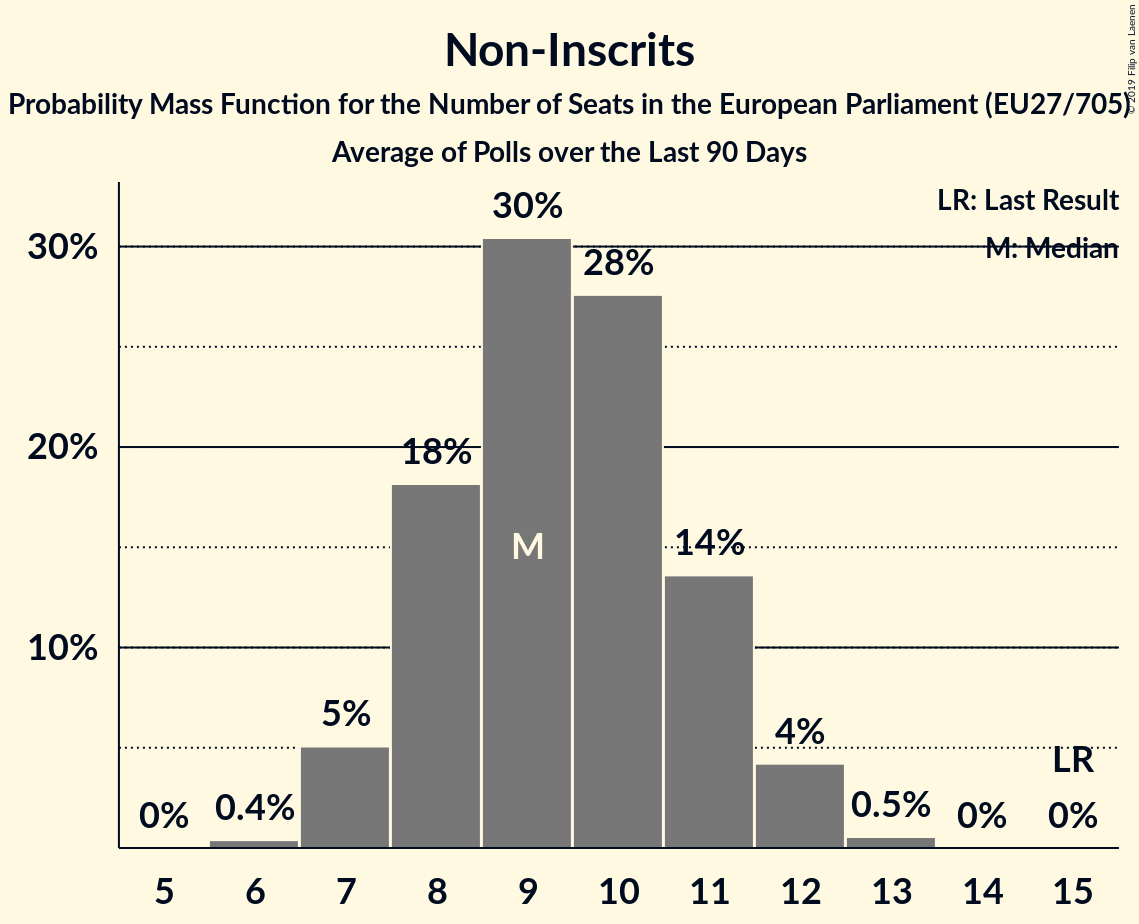 Non-Inscrits
Probability Mass Function for the Number of Seats in the European Parliament (EU27/705)
Average of Polls over the Last 90 Days
© 2019 Filip van Laenen
LR: Last Result
M: Median
30%
20%
10%
0%
0.4%
5%
18%
30%
28%
14%
4%
0.5%
0%
0%
M
LR
5 6 7 8 9 10 11 12 13 14 15